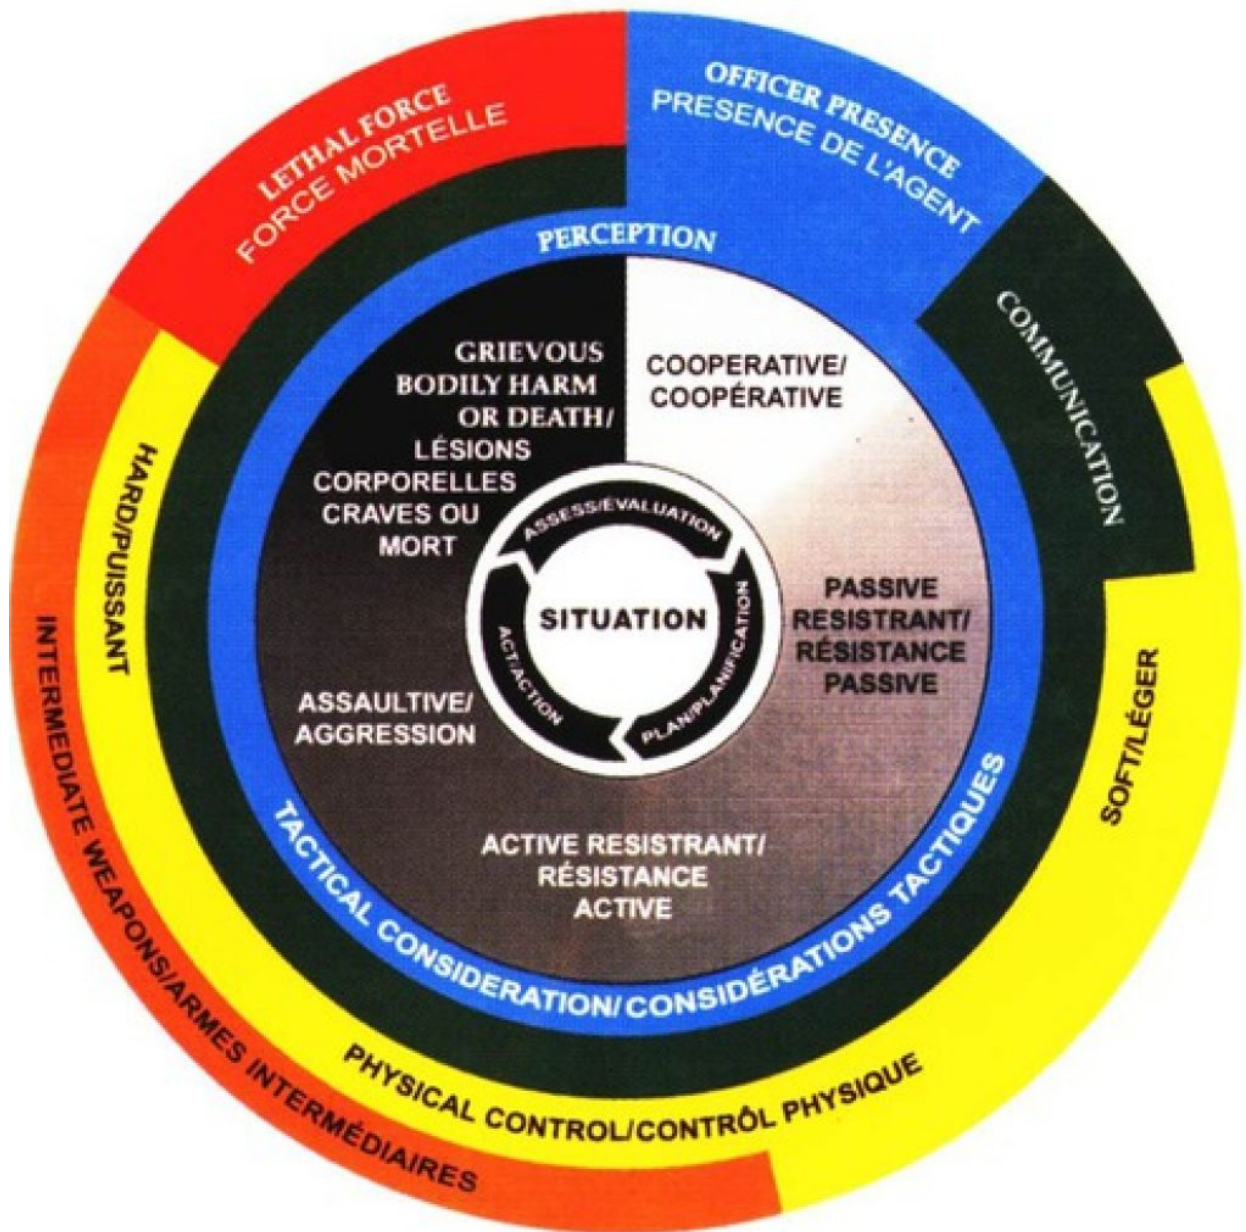 LETHAL FORCE
FORCE MORTELLE
OFFICER PRESENCE
PRESENCE DE L'AGENT
COMMUNICATION
PERCEPTION
GRIEVOUS
BODILY HARM
OR DEATH/
LÉSIONS
CORPORELLES
CRAVES OU
MORT
COOPERATIVE/
COOPÉRATIVE
ASSESS/ÉVALUATION
PLAN/PLANIFICATION
ACT/ACTION
SITUATION
PASSIVE
RESISTRANT/
RÉSISTANCE
PASSIVE
ASSAULTIVE/
AGGRESSION
ACTIVE RESISTRANT/
RÉSISTANCE
ACTIVE
TACTICAL CONSIDERATION/CONSIDÉRATIONS TACTIQUES
HARD/PUISSANT
SOFT/LÉGER
PHYSICAL CONTROL/CONTRÔL PHYSIQUE
INTERMEDIATE WEAPONS/ARMES INTERMÉDIAIRES